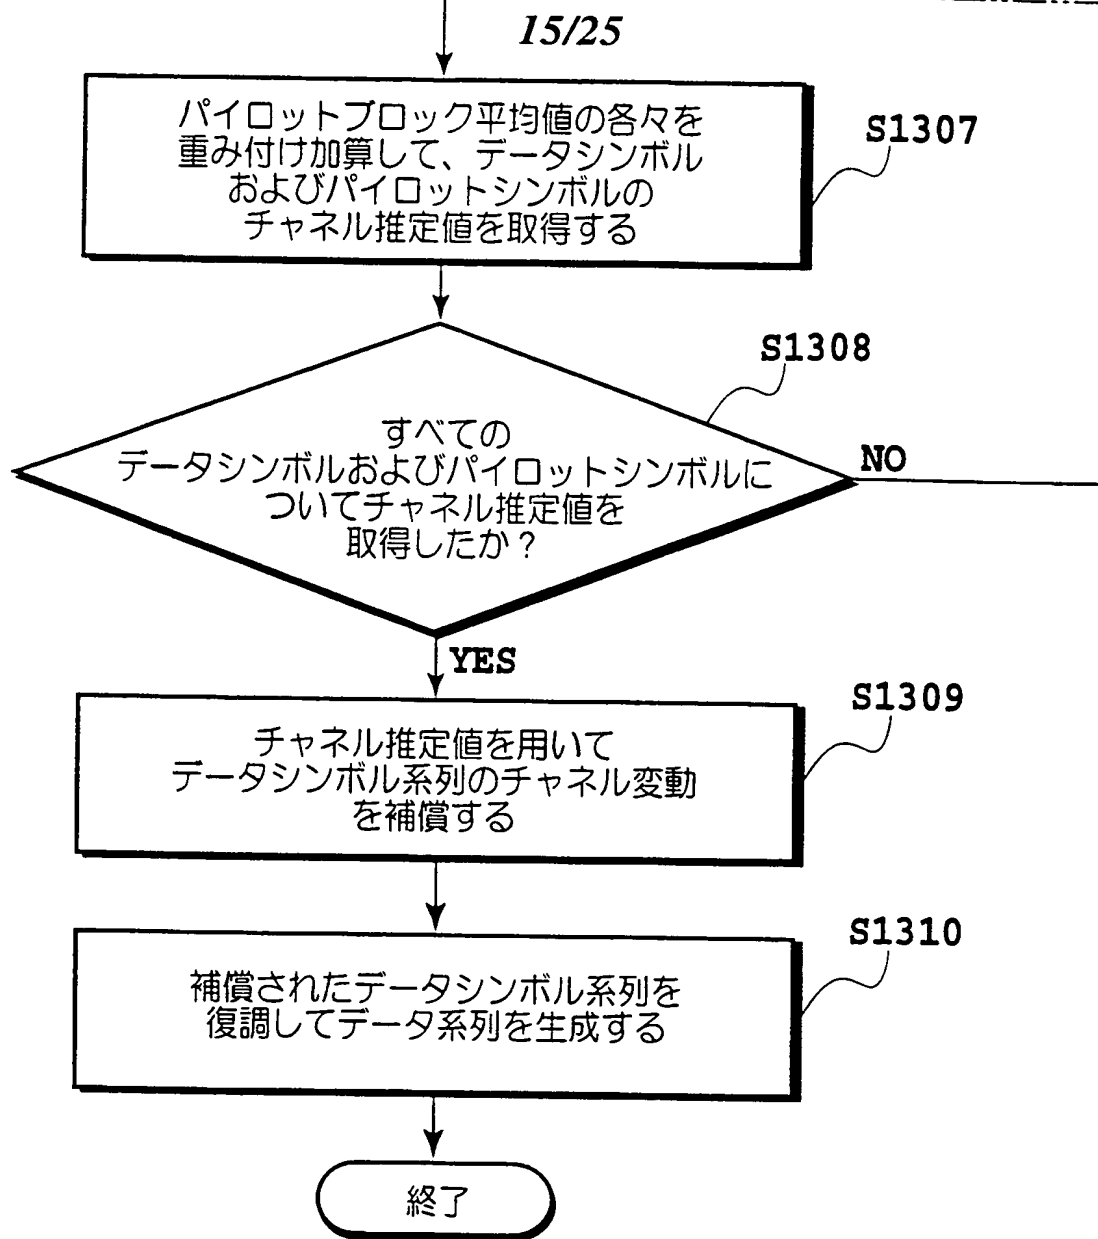 15/25
パイロットブロック平均値の各々を
重み付け加算して、データシンボル
およびパイロットシンボルの
チャネル推定値を取得する
S1307
S1308
すべての
データシンボルおよびパイロットシンボルに
ついてチャネル推定値を
取得したか？
NO
YES
S1309
チャネル推定値を用いて
データシンボル系列のチャネル変動
を補償する
S1310
補償されたデータシンボル系列を
復調してデータ系列を生成する
終了